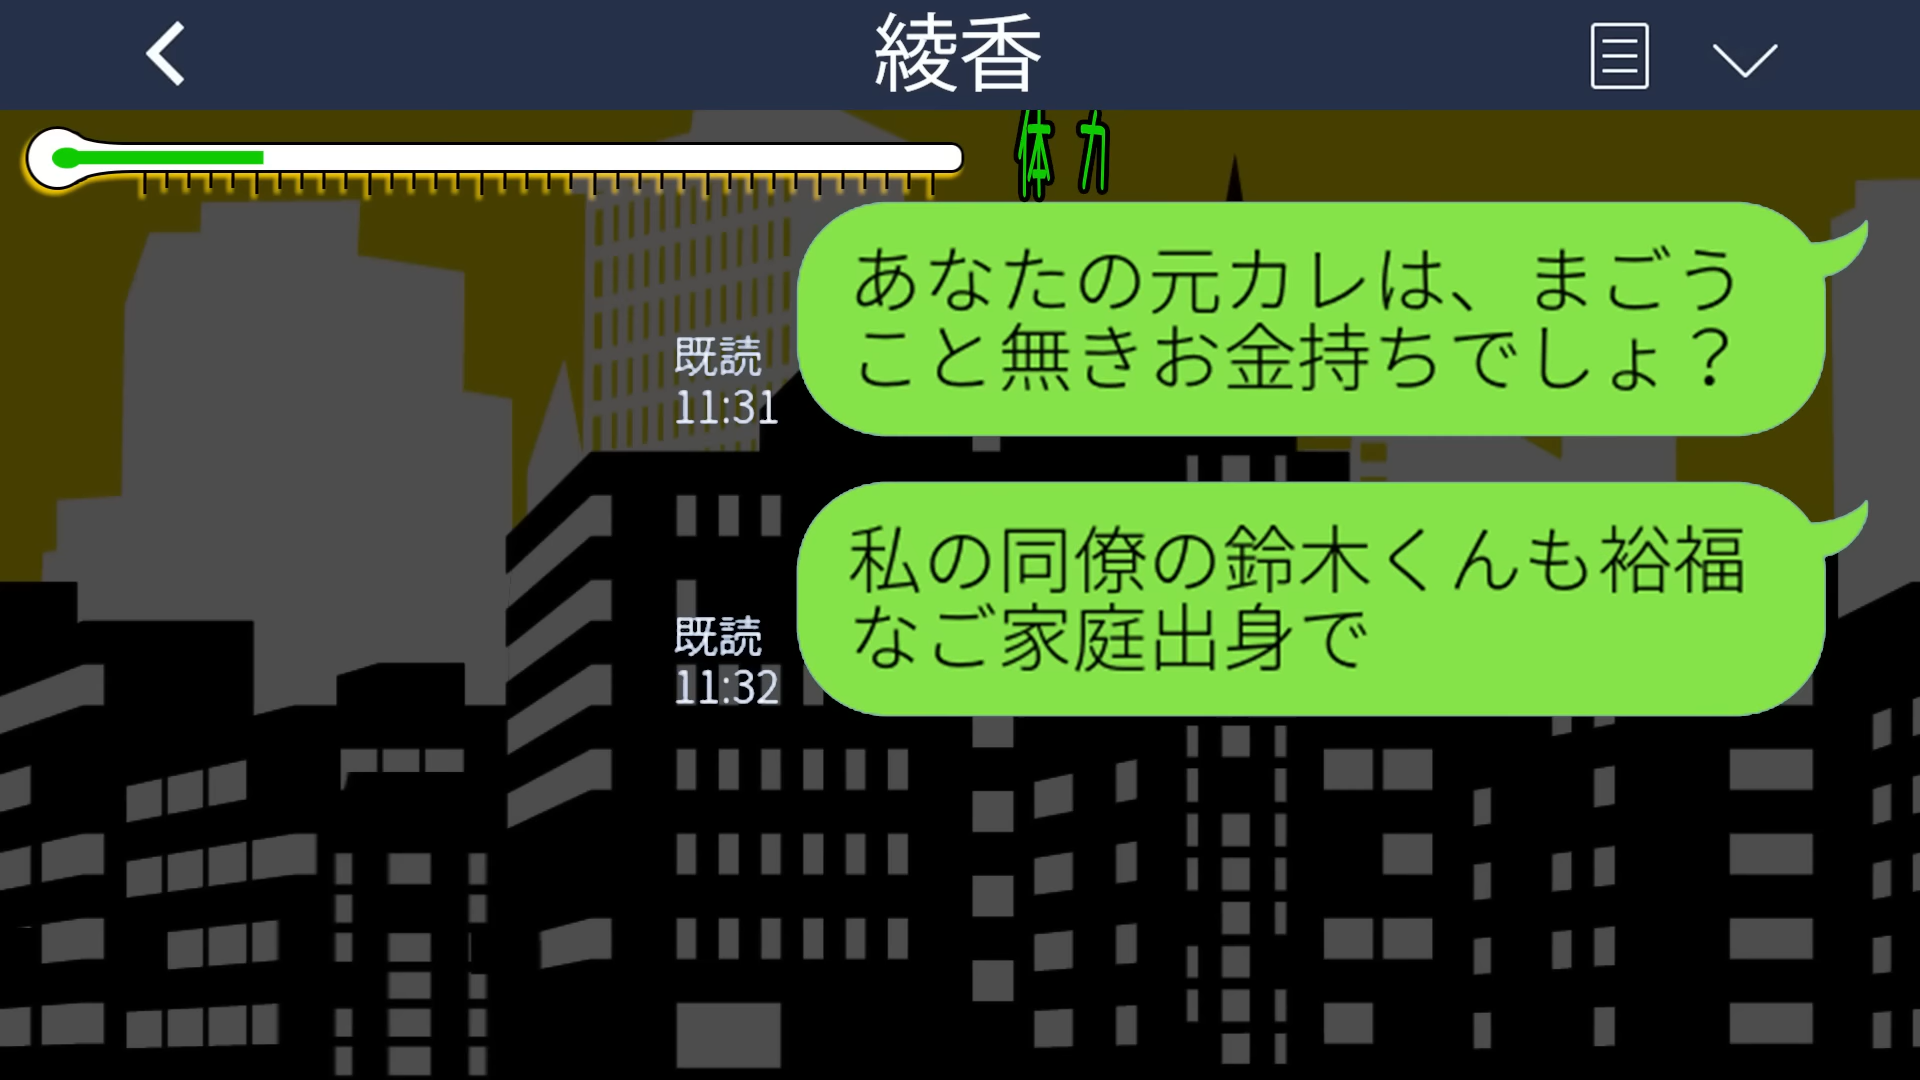 綾香
体力
あなたの元カレは、まごう
こと無きお金持ちでしょ？
既読
11:31
私の同僚の鈴木くんも裕福
なご家庭出身で
既読
11:32